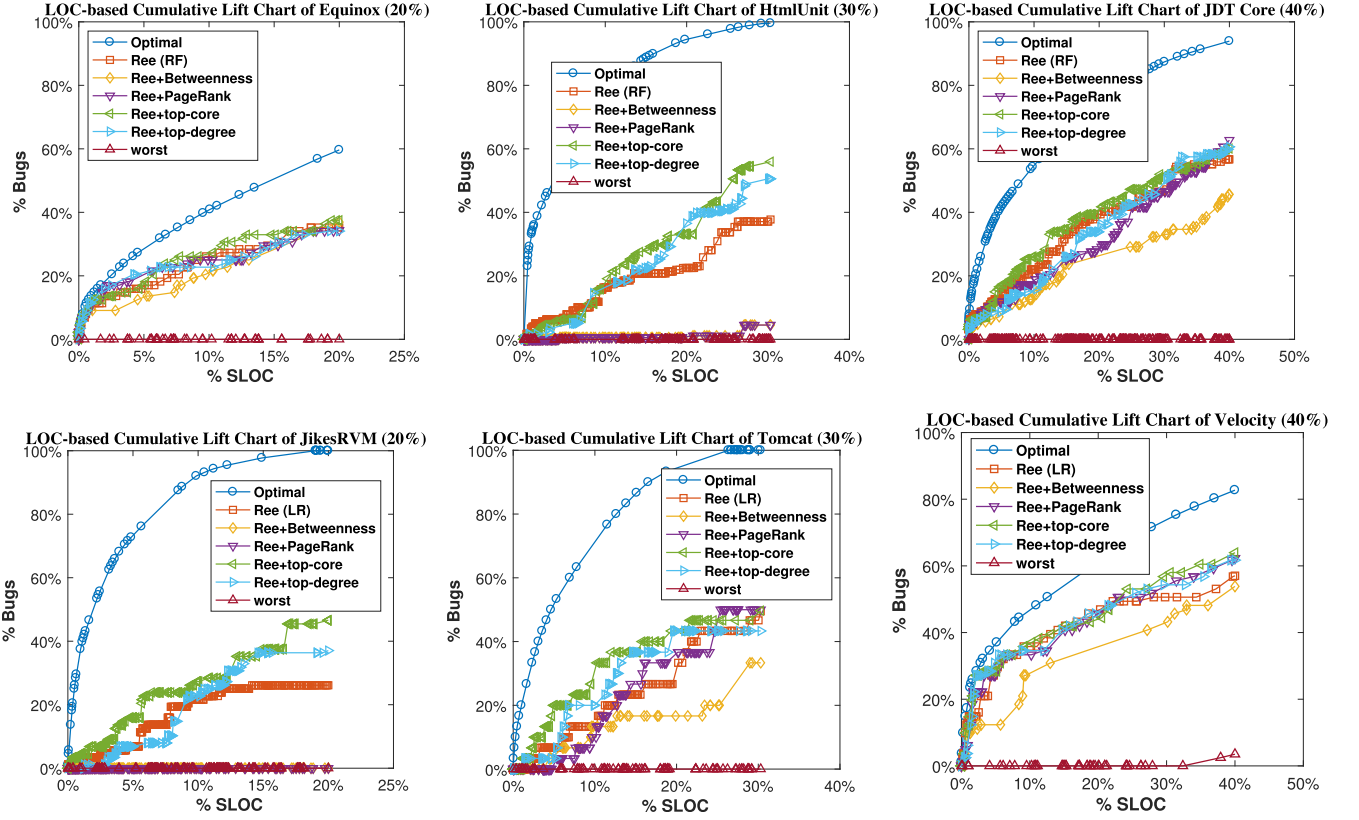 LOC-based Cumulative Lift Chart of Equinox (20%)
100%
80%
60%
40%
20%
0%
% Bugs
Optimal
Ree (RF)
Ree+Betweenness
Ree+PageRank
Ree+top-core
Ree+top-degree
worst
0% 5% 10% 15% 20% 25%
% SLOC
LOC-based Cumulative Lift Chart of HtmlUnit (30%)
100%
80%
60%
40%
20%
0%
% Bugs
Optimal
Ree (RF)
Ree+Betweenness
Ree+PageRank
Ree+top-core
Ree+top-degree
worst
0% 10% 20% 30% 40%
% SLOC
LOC-based Cumulative Lift Chart of JDT Core (40%)
100%
80%
60%
40%
20%
0%
% Bugs
Optimal
Ree (RF)
Ree+Betweenness
Ree+PageRank
Ree+top-core
Ree+top-degree
worst
0% 10% 20% 30% 40% 50%
% SLOC
LOC-based Cumulative Lift Chart of JikesRVM (20%)
100%
80%
60%
40%
20%
0%
% Bugs
Optimal
Ree (LR)
Ree+Betweenness
Ree+PageRank
Ree+top-core
Ree+top-degree
worst
0% 5% 10% 15% 20% 25%
% SLOC
LOC-based Cumulative Lift Chart of Tomcat (30%)
100%
80%
60%
40%
20%
0%
% Bugs
Optimal
Ree (LR)
Ree+Betweenness
Ree+PageRank
Ree+top-core
Ree+top-degree
worst
0% 10% 20% 30% 40%
% SLOC
LOC-based Cumulative Lift Chart of Velocity (40%)
100%
80%
60%
40%
20%
0%
% Bugs
Optimal
Ree (LR)
Ree+Betweenness
Ree+PageRank
Ree+top-core
Ree+top-degree
worst
0% 10% 20% 30% 40% 50%
% SLOC